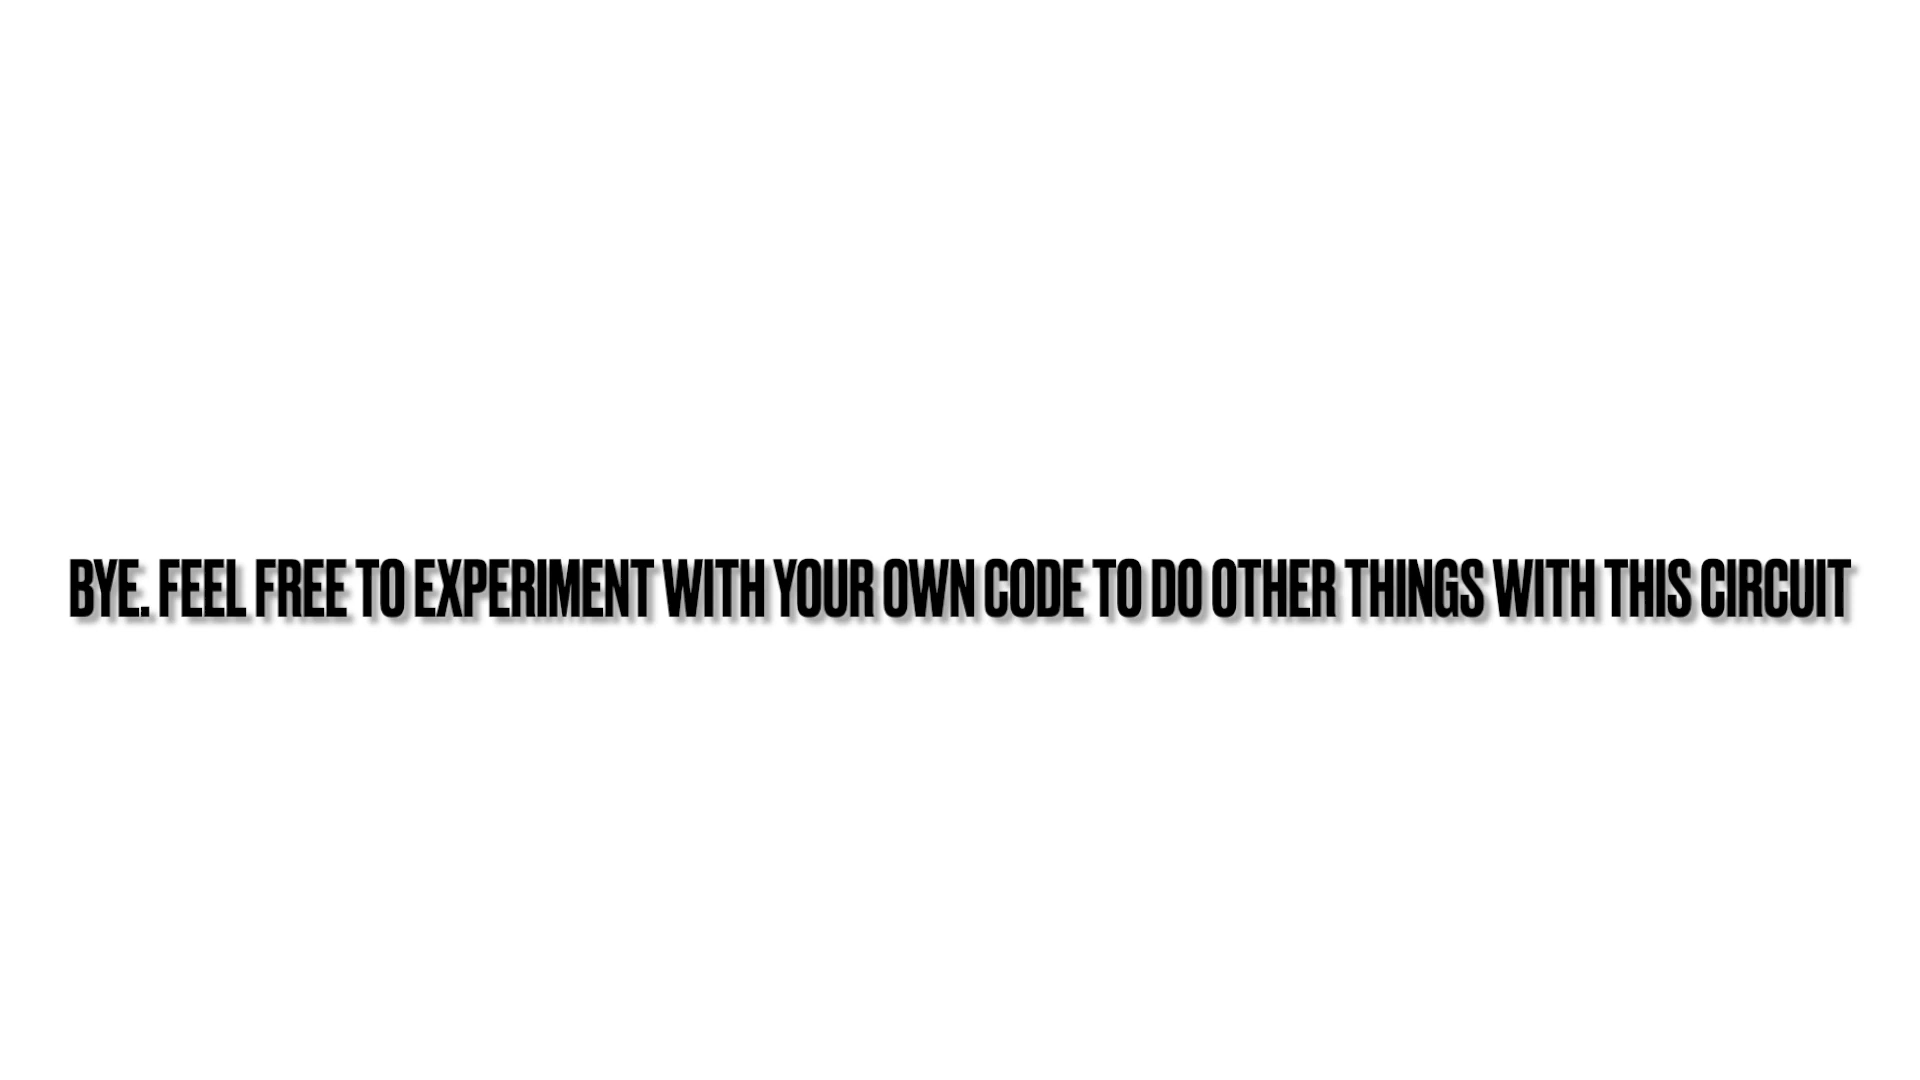 BYE. FEEL FREE TO EXPERIMENT WITH YOUR OWN CODE TO DO OTHER THINGS WITH THIS CIRCUIT